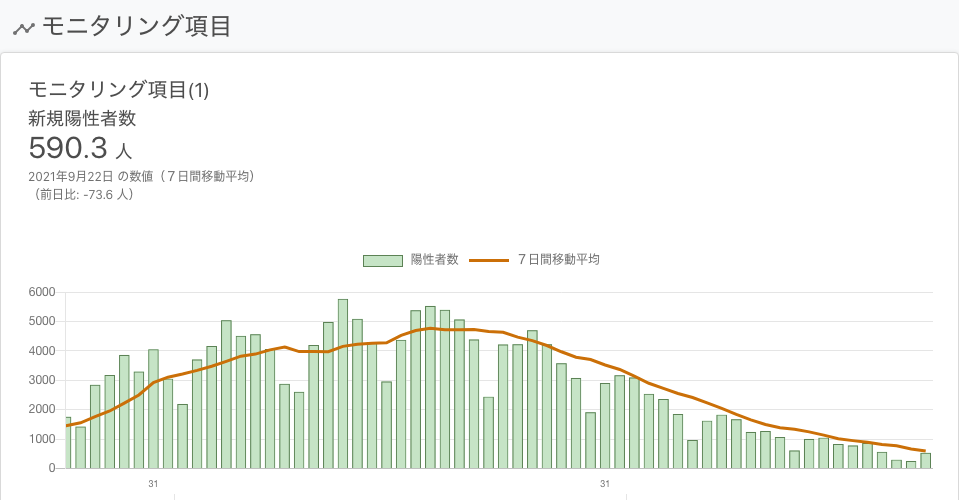 モニタリング項目
モニタリング項目(1)
新規陽性者数
590.3 人
2021年9月22日 の数値（７日間移動平均）
（前日比: -73.6 人）
陽性者数 ７日間移動平均
6000
5000
4000
3000
2000
1000
0
31 31